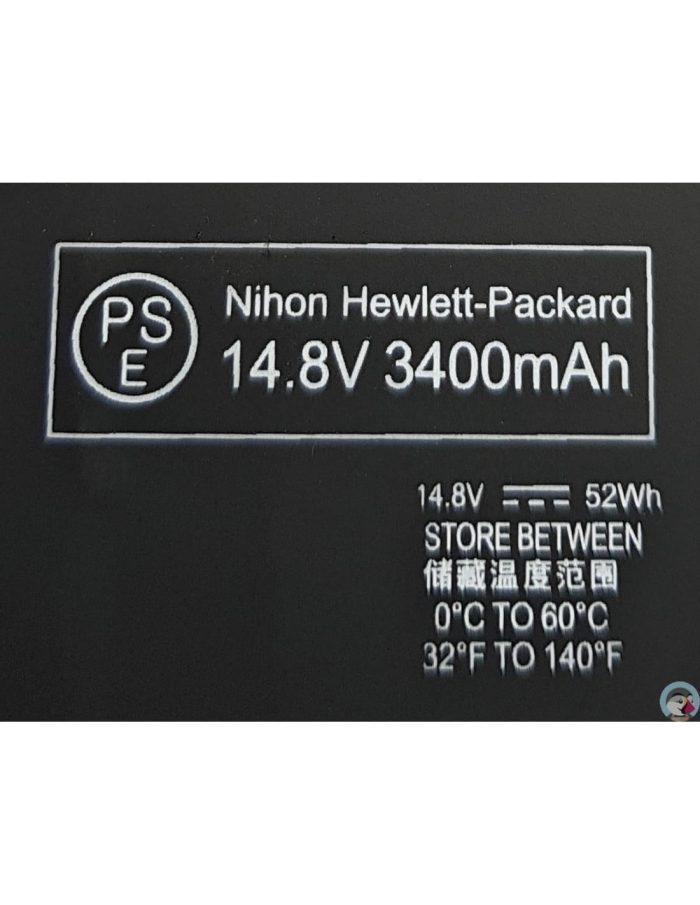 PS
E
Nihon Hewlett-Packard
14.8V 3400mAh
14.8V ⎓ 52Wh
STORE BETWEEN
储藏温度范围
0°C TO 60°C
32°F TO 140°F